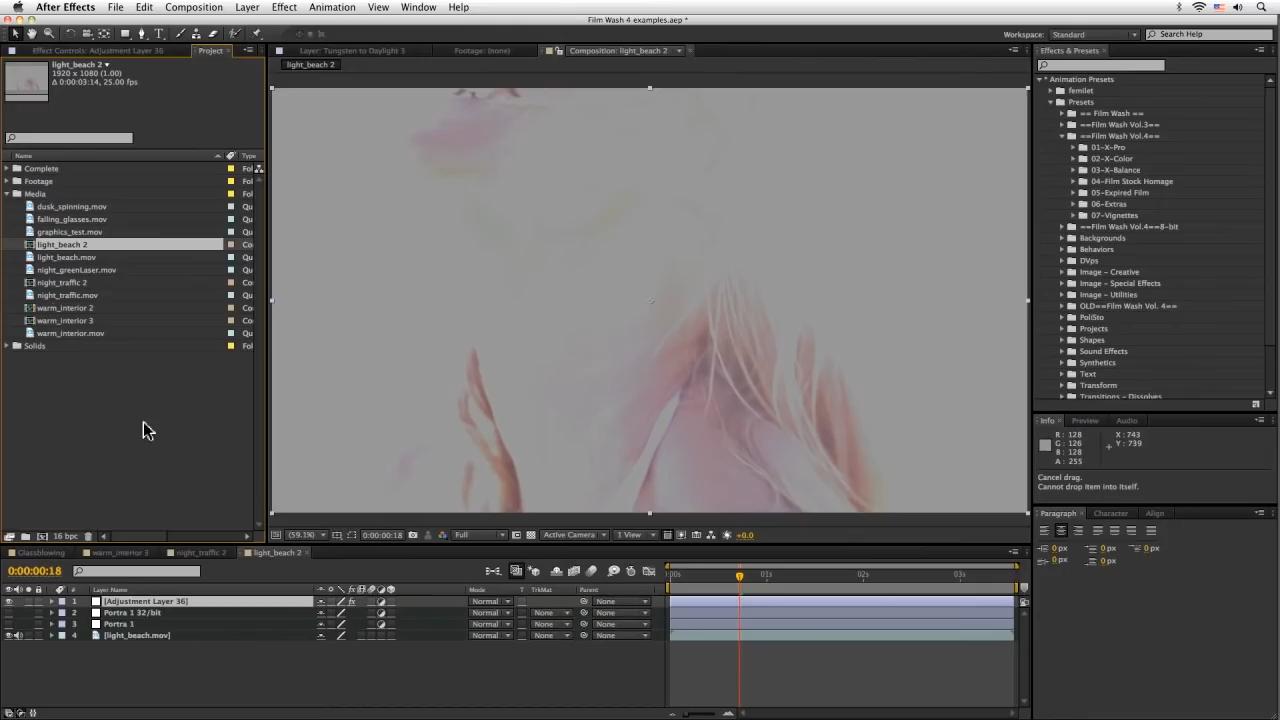 After Effects File Edit Composition Layer Effect Animation View Window Help
Film Wash 4 examples.aep *
Workspace: Standard Search Help
Effect Controls: Adjustment Layer 36 Project
Layer: Tungsten to Daylight 3 Footage: (none) Composition: light_beach 2
Effects & Presets
light_beach 2
light_beach 2
1920 x 1080 (1.00)
Δ 0:00:03:14, 25.00 fps
Name Type
Complete Fol
Footage Fol
Media Fol
dusk_spinning.mov Qu
falling_glasses.mov Qu
graphics_test.mov Qu
light_beach 2 Co
light_beach.mov Qu
night_greenLaser.mov Qu
night_traffic 2 Co
night_traffic.mov Qu
warm_interior 2 Co
warm_interior 3 Co
warm_interior.mov Qu
Solids Fol
16 bpc
* Animation Presets
femilet
Presets
== Film Wash ==
==Film Wash Vol.3==
==Film Wash Vol.4==
01-X-Pro
02-X-Color
03-X-Balance
04-Film Stock Homage
05-Expired Film
06-Extras
07-Vignettes
==Film Wash Vol.4==8-bit
Backgrounds
Behaviors
DVps
Image - Creative
Image - Special Effects
Image - Utilities
OLD==Film Wash Vol. 4==
PoliSto
Projects
Shapes
Sound Effects
Synthetics
Text
Transform
Transitions - Dissolves
Info Preview Audio
R: 128 X: 743
G: 126 Y: 739
B: 128
A: 255
Cancel drag.
Cannot drop item into itself.
Paragraph Character Align
0 px 0 px 0 px
0 px 0 px
(59.1%) 0:00:00:18 Full Active Camera 1 View +0.0
Glassblowing warm_interior 3 night_traffic 2 light_beach 2
0:00:00:18
# Layer Name Mode T TrkMat Parent
:00s 01s 02s 03s
1 [Adjustment Layer 36] Normal None
2 Portra 1 32/bit Normal None None
3 Portra 1 Normal None None
4 [light_beach.mov] Normal None None